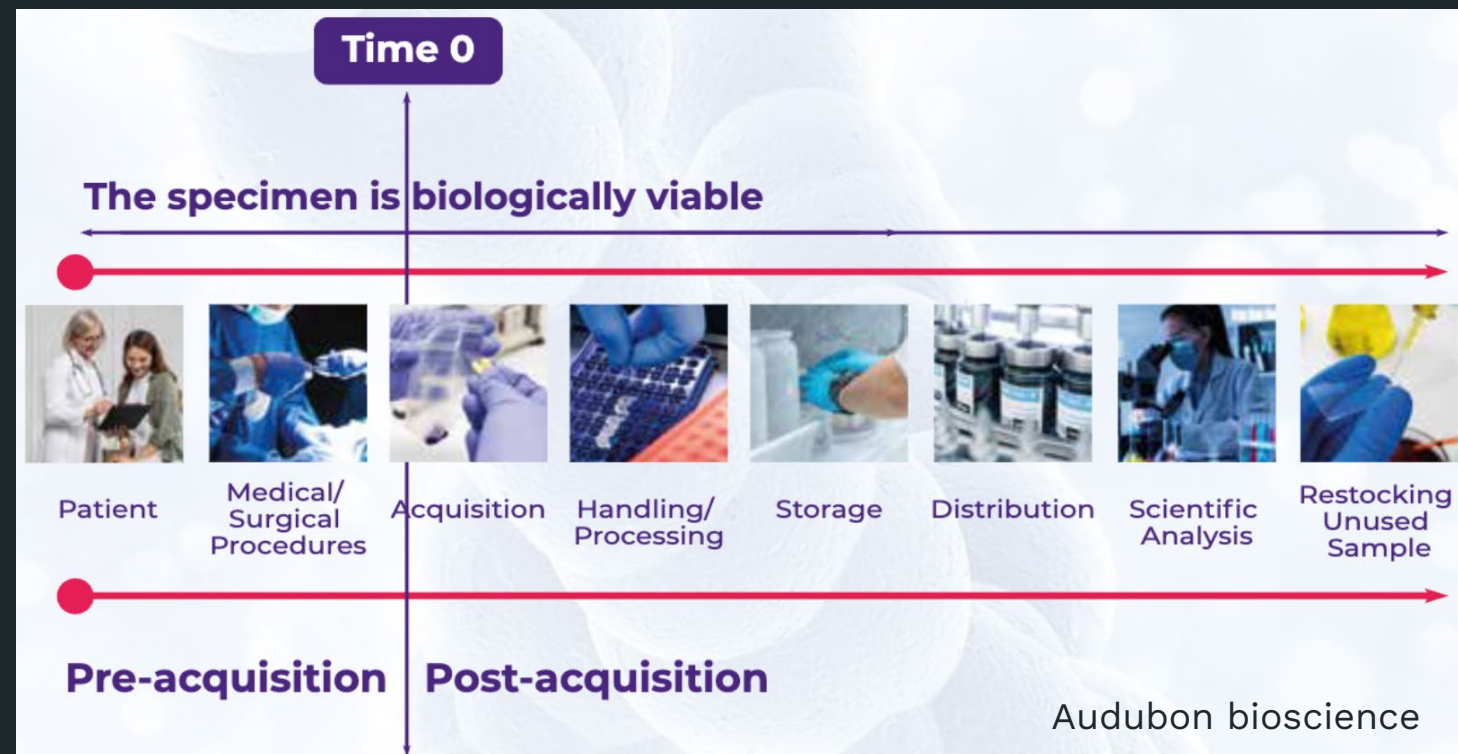 Time 0
The specimen is biologically viable
Patient
Medical/
Surgical
Procedures
Acquisition
Handling/
Processing
Storage
Distribution
Scientific
Analysis
Restocking
Unused
Sample
Pre-acquisition
Post-acquisition
Audubon bioscience